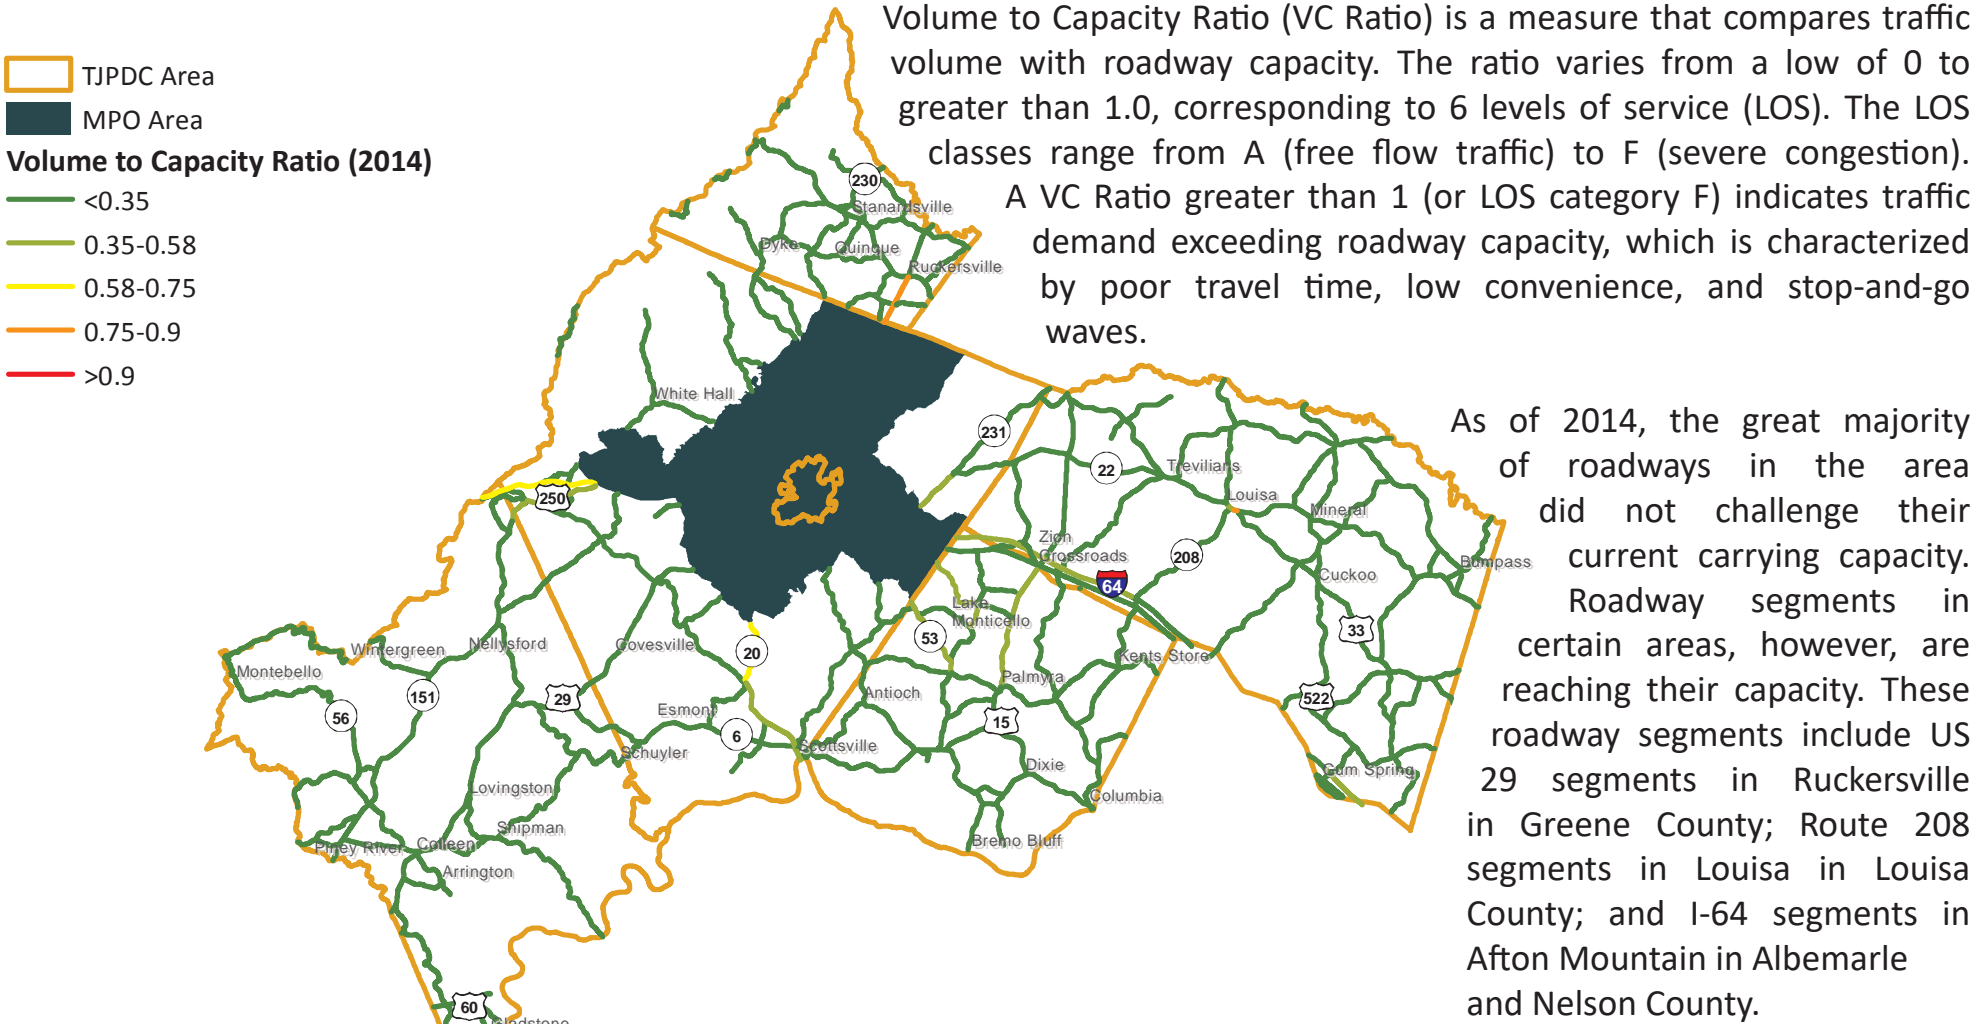 TJPDC Area
MPO Area
Volume to Capacity Ratio (2014)
<0.35
0.35-0.58
0.58-0.75
0.75-0.9
>0.9
Volume to Capacity Ratio (VC Ratio) is a measure that compares traffic
volume with roadway capacity. The ratio varies from a low of 0 to
greater than 1.0, corresponding to 6 levels of service (LOS). The LOS
classes range from A (free flow traffic) to F (severe congestion).
A VC Ratio greater than 1 (or LOS category F) indicates traffic
demand exceeding roadway capacity, which is characterized
by poor travel time, low convenience, and stop-and-go
waves.
As of 2014, the great majority
of roadways in the area
did not challenge their
current carrying capacity.
Roadway segments in
certain areas, however, are
reaching their capacity. These
roadway segments include US
29 segments in Ruckersville
in Greene County; Route 208
segments in Louisa in Louisa
County; and I-64 segments in
Afton Mountain in Albemarle
and Nelson County.
230
Stanardsville
Dyke
Quinque
Ruckersville
White Hall
231
22
Trevilians
250
Louisa
Mineral
Zion
Crossroads
208
Bumpass
64
Cuckoo
Lake
Monticello
33
53
Wintergreen
Nellysford
Covesville
20
Kents Store
Montebello
Palmyra
151
29
Antioch
522
56
Esmont
15
6
Schuyler
Scottsville
Dixie
Gum Spring
Lovingston
Columbia
Shipman
Bremo Bluff
Piney River
Colleen
Arrington
60
Gladstone